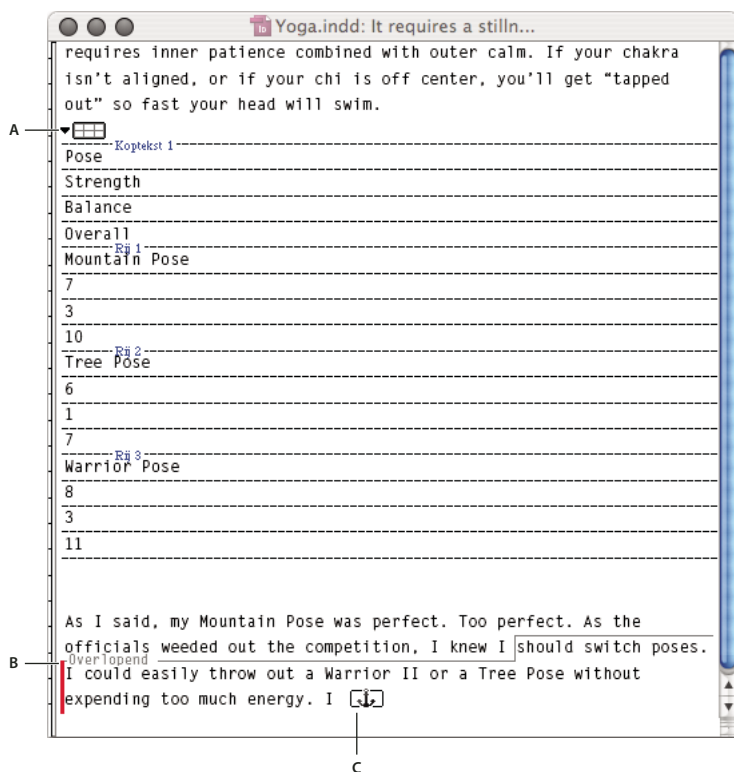 Yoga.indd: It requires a stilln...
requires inner patience combined with outer calm. If your chakra
isn't aligned, or if your chi is off center, you'll get “tapped
out” so fast your head will swim.
A
Koptekst 1
Pose
Strength
Balance
Overall
Rij 1
Mountain Pose
7
3
10
Rij 2
Tree Pose
6
1
7
Rij 3
Warrior Pose
8
3
11
As I said, my Mountain Pose was perfect. Too perfect. As the
officials weeded out the competition, I knew I should switch poses.
B
Overlopend
I could easily throw out a Warrior II or a Tree Pose without
expending too much energy. I
C